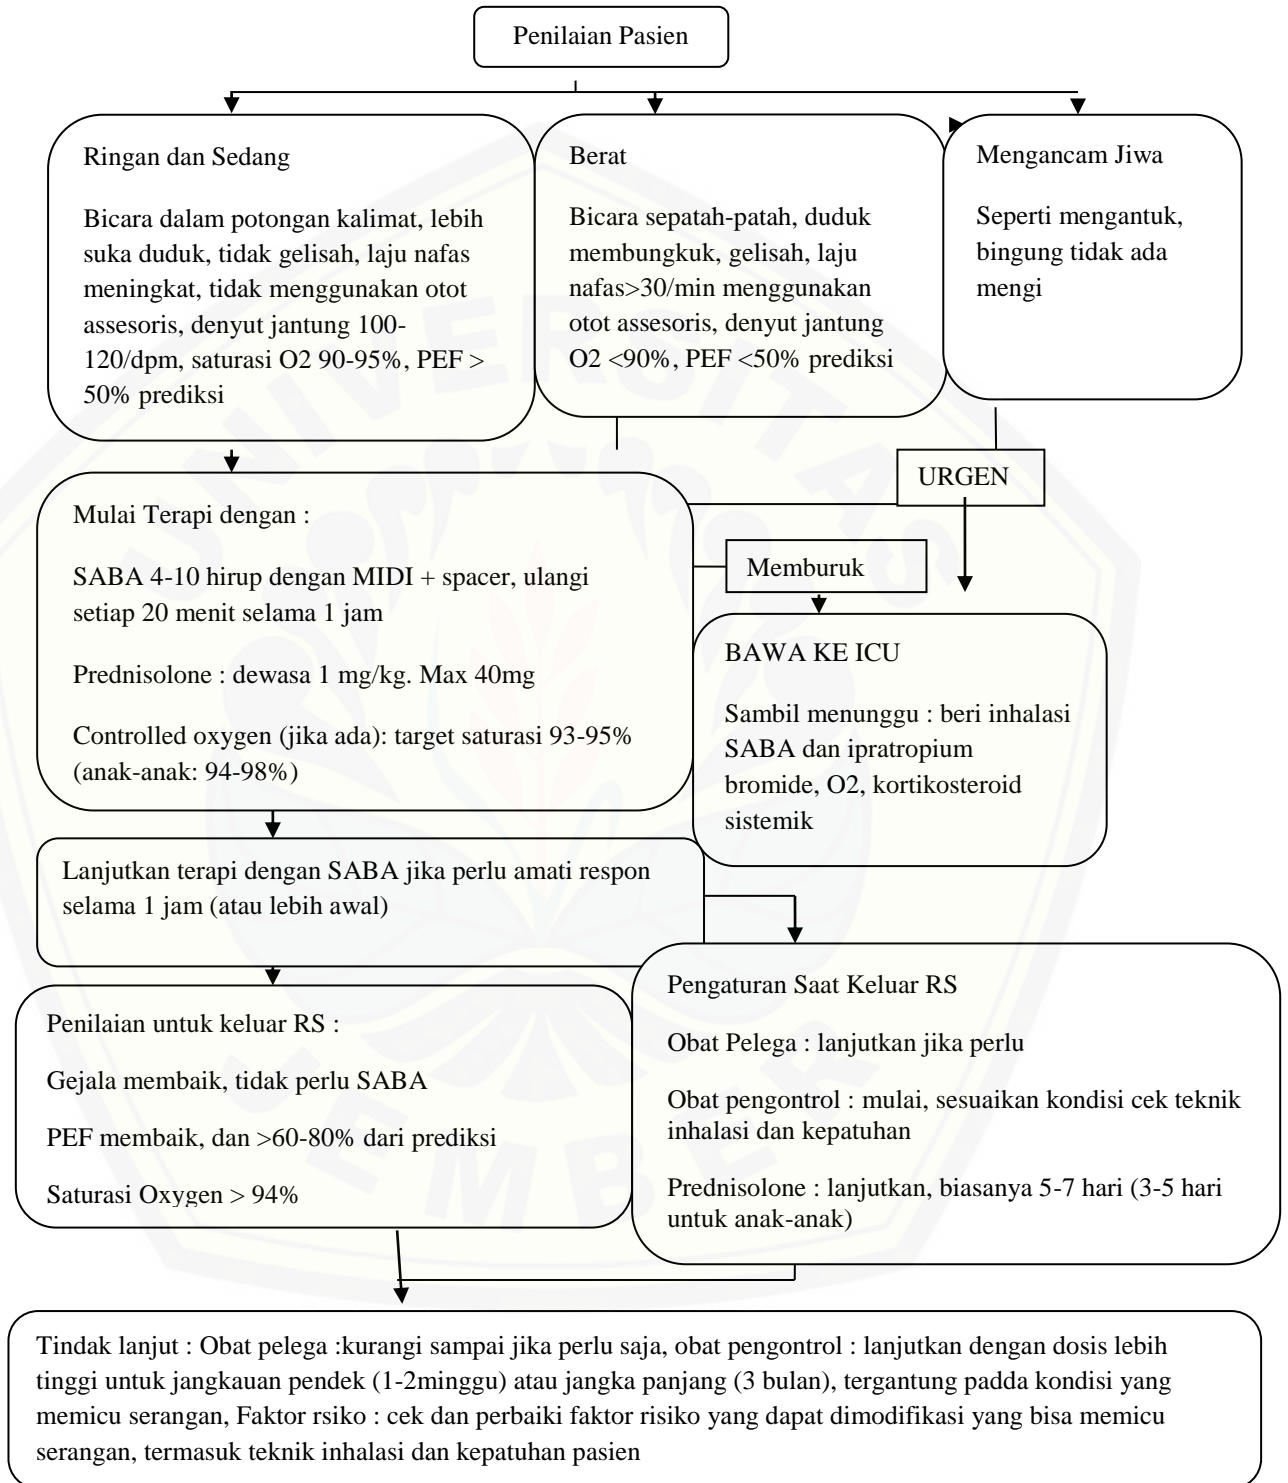 Penilaian Pasien
Ringan dan Sedang
Bicara dalam potongan kalimat, lebih
suka duduk, tidak gelisah, laju nafas
meningkat, tidak menggunakan otot
assesoris, denyut jantung 100-
120/dpm, saturasi O2 90-95%, PEF >
50% prediksi
Berat
Bicara sepatah-patah, duduk
membungkuk, gelisah, laju
nafas>30/min menggunakan
otot assesoris, denyut jantung
O2 <90%, PEF <50% prediksi
Mengancam Jiwa
Seperti mengantuk,
bingung tidak ada
mengi
URGEN
Mulai Terapi dengan :
SABA 4-10 hirup dengan MIDI + spacer, ulangi
setiap 20 menit selama 1 jam
Prednisolone : dewasa 1 mg/kg. Max 40mg
Controlled oxygen (jika ada): target saturasi 93-95%
(anak-anak: 94-98%)
Memburuk
BAWA KE ICU
Sambil menunggu : beri inhalasi
SABA dan ipratropium
bromide, O2, kortikosteroid
sistemik
Lanjutkan terapi dengan SABA jika perlu amati respon
selama 1 jam (atau lebih awal)
Penilaian untuk keluar RS :
Gejala membaik, tidak perlu SABA
PEF membaik, dan >60-80% dari prediksi
Saturasi Oxygen > 94%
Pengaturan Saat Keluar RS
Obat Pelega : lanjutkan jika perlu
Obat pengontrol : mulai, sesuaikan kondisi cek teknik
inhalasi dan kepatuhan
Prednisolone : lanjutkan, biasanya 5-7 hari (3-5 hari
untuk anak-anak)
Tindak lanjut : Obat pelega :kurangi sampai jika perlu saja, obat pengontrol : lanjutkan dengan dosis lebih
tinggi untuk jangkauan pendek (1-2minggu) atau jangka panjang (3 bulan), tergantung padda kondisi yang
memicu serangan, Faktor rsiko : cek dan perbaiki faktor risiko yang dapat dimodifikasi yang bisa memicu
serangan, termasuk teknik inhalasi dan kepatuhan pasien
UNIVERSITAS
JEMBER